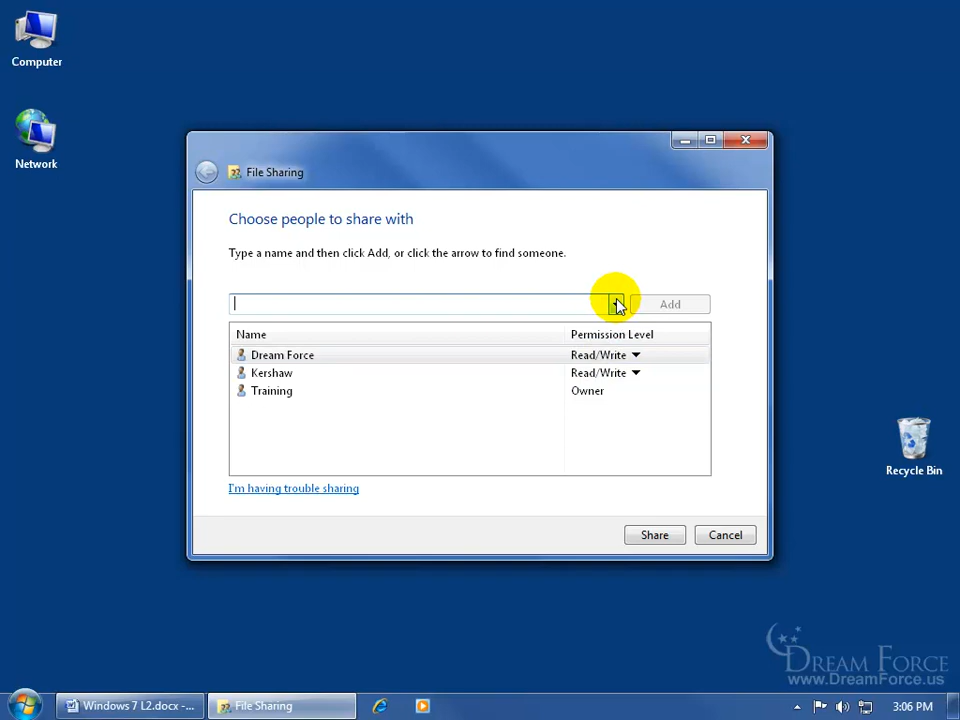 Computer
Network
File Sharing
Choose people to share with
Type a name and then click Add, or click the arrow to find someone.
Add
Name Permission Level
Dream Force Read/Write
Kershaw Read/Write
Training Owner
I'm having trouble sharing
Share Cancel
Recycle Bin
DREAM FORCE
www.DreamForce.us
Windows 7 L2.docx -... File Sharing 3:06 PM